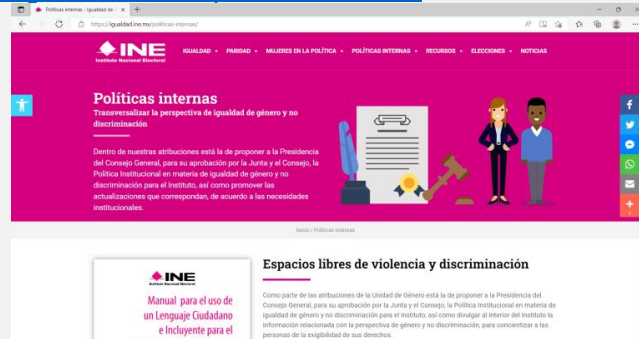 Políticas internas - Igualdad de
https://igualdad.ine.mx/politicas-internas/
INE
Instituto Nacional Electoral
IGUALDAD
PARIDAD
MUJERES EN LA POLÍTICA
POLÍTICAS INTERNAS
RECURSOS
ELECCIONES
NOTICIAS
Políticas internas
Transversalizar la perspectiva de igualdad de género y no
discriminación
Dentro de nuestras atribuciones está la de proponer a la Presidencia
del Consejo General, para su aprobación por la Junta y el Consejo, la
Política Institucional en materia de igualdad de género y no
discriminación para el Instituto, así como promover las
actualizaciones que correspondan, de acuerdo a las necesidades
institucionales.
Inicio / Políticas internas
INE
Instituto Nacional Electoral
Manual para el uso de
un Lenguaje Ciudadano
e Incluyente para el
Espacios libres de violencia y discriminación
Como parte de las atribuciones de la Unidad de Género está la de proponer a la Presidencia del
Consejo General, para su aprobación por la Junta y el Consejo, la Política Institucional en materia de
igualdad de género y no discriminación para el Instituto, así como divulgar al interior del Instituto la
información relacionada con la perspectiva de género y no discriminación, para concientizar a las
personas de la exigibilidad de sus derechos.